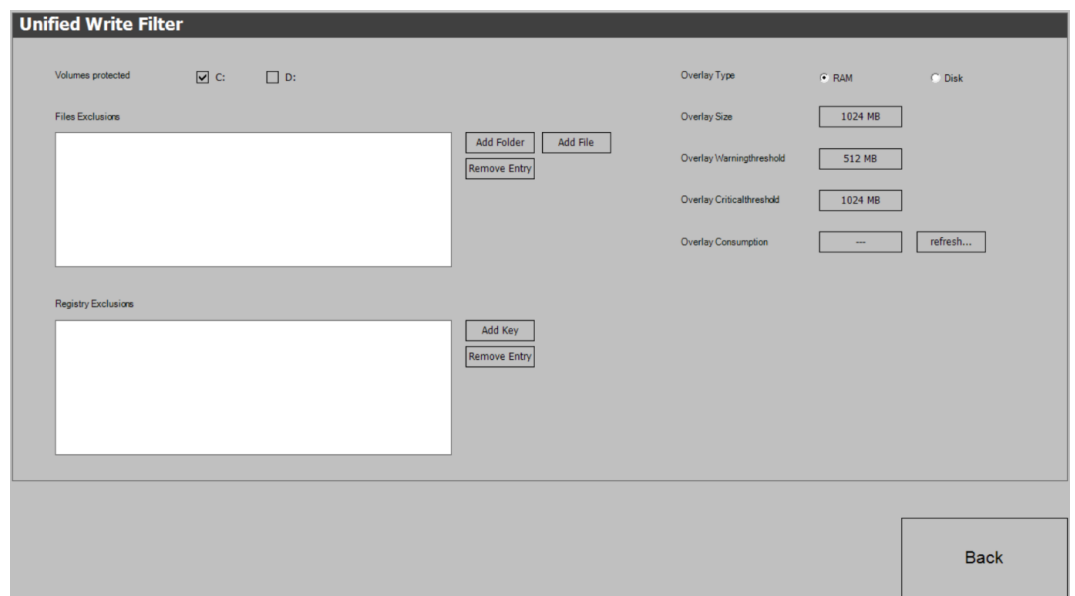 Unified Write Filter
Volumes protected C: D:
Overlay Type RAM Disk
Files Exclusions
Overlay Size 1024 MB
Add Folder Add File
Remove Entry
Overlay Warningthreshold 512 MB
Overlay Criticalthreshold 1024 MB
Overlay Consumption --- refresh...
Registry Exclusions
Add Key
Remove Entry
Back